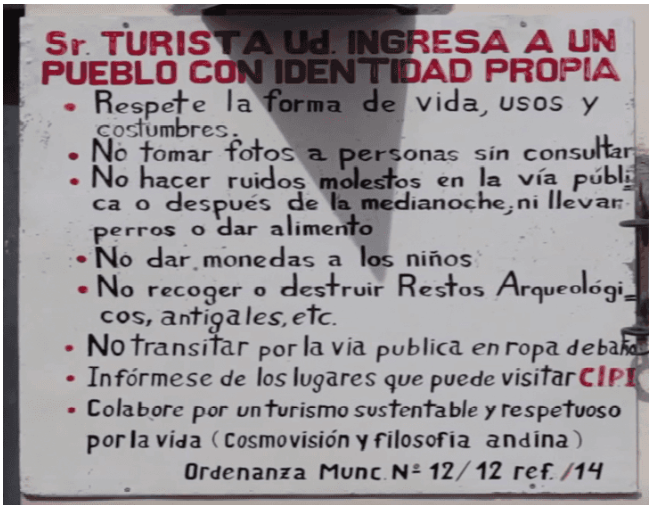 Sr. TURISTA Ud. INGRESA A UN
PUEBLO CON IDENTIDAD PROPIA
• Respete la forma de vida, usos y
costumbres.
• No tomar fotos a personas sin consultar
• No hacer ruidos molestos en la vía públi-
ca o después de la medianoche, ni llevar
perros o dar alimento
• No dar monedas a los niños
• No recoger o destruir Restos Arqueológi-
cos, antigales, etc.
• No transitar por la via publica en ropa de baño
• Infórmese de los lugares que puede visitar CIPI
• Colabore por un turismo sustentable y respetuoso
por la vida (Cosmovisión y filosofia andina)
Ordenanza Munc. Nº 12/12 ref. /14